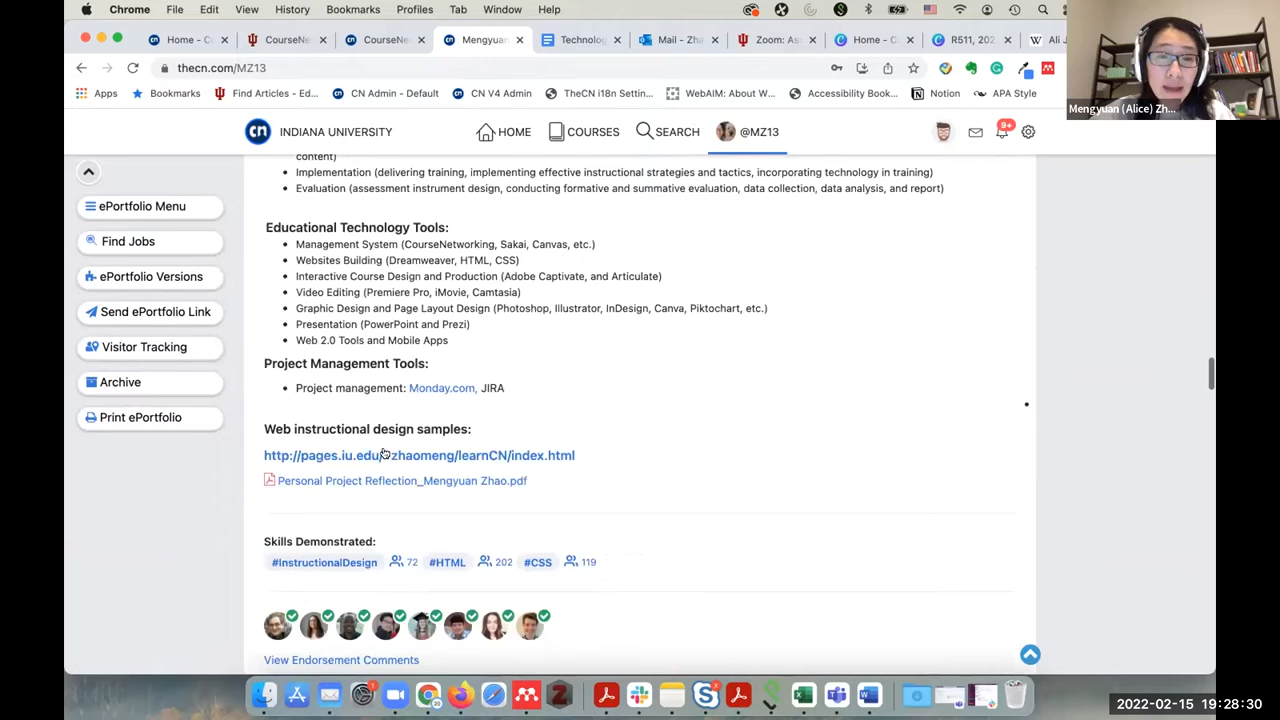 Chrome File Edit View History Bookmarks Profiles Tab Window Help
Home - C
CourseNe
CourseNe
Mengyuan
Technolog
Mail - Zha
Zoom: As
Home - C
R511, 202
Ali J
thecn.com/MZ13
Apps Bookmarks Find Articles - Ed... CN Admin - Default CN V4 Admin TheCN i18n Settin... WebAIM: About W... Accessibility Book... Notion APA Style
Mengyuan (Alice) Zh...
cn INDIANA UNIVERSITY HOME COURSES SEARCH @MZ13 9+
ePortfolio Menu
Find Jobs
ePortfolio Versions
Send ePortfolio Link
Visitor Tracking
Archive
Print ePortfolio
content)
• Implementation (delivering training, implementing effective instructional strategies and tactics, incorporating technology in training)
• Evaluation (assessment instrument design, conducting formative and summative evaluation, data collection, data analysis, and report)
Educational Technology Tools:
• Management System (CourseNetworking, Sakai, Canvas, etc.)
• Websites Building (Dreamweaver, HTML, CSS)
• Interactive Course Design and Production (Adobe Captivate, and Articulate)
• Video Editing (Premiere Pro, iMovie, Camtasia)
• Graphic Design and Page Layout Design (Photoshop, Illustrator, InDesign, Canva, Piktochart, etc.)
• Presentation (PowerPoint and Prezi)
• Web 2.0 Tools and Mobile Apps
Project Management Tools:
• Project management: Monday.com, JIRA
Web instructional design samples:
http://pages.iu.edu/~zhaomeng/learnCN/index.html
Personal Project Reflection_Mengyuan Zhao.pdf
Skills Demonstrated:
#InstructionalDesign 72 #HTML 202 #CSS 119
View Endorsement Comments
2022-02-15 19:28:30